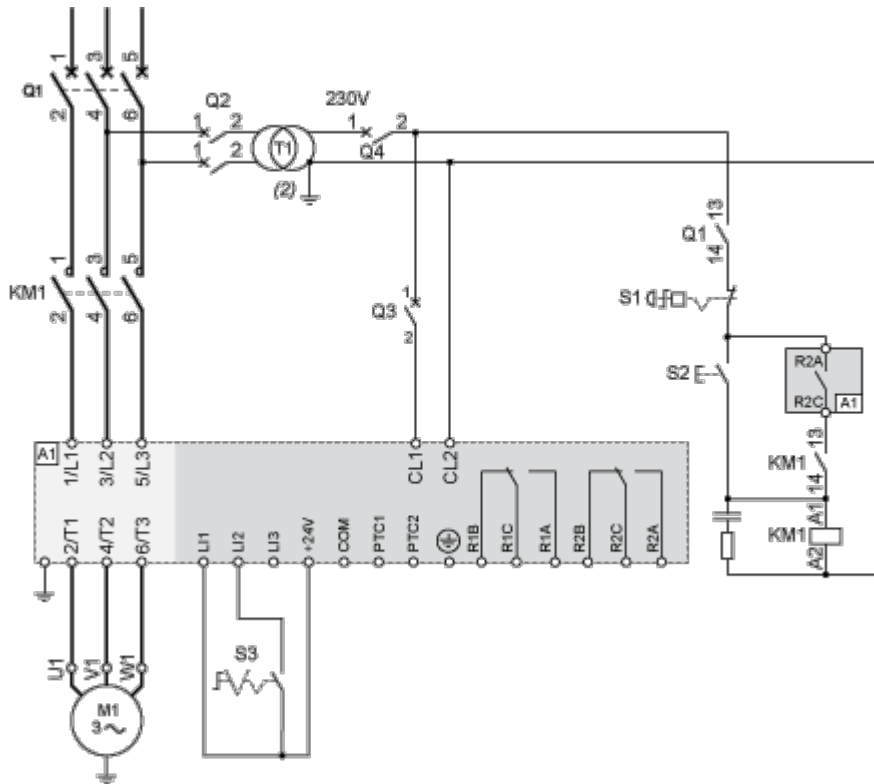 1 3 5
Q1
2 4 6
Q2
1 2
1 2
T1
(2)
230V
1 2
Q4
13
Q1
14
1 3 5
KM1
2 4 6
1
Q3
2
S1
S2
R2A
R2C
A1
13
KM1
14
A1
KM1
A2
A1
1/L1 3/L2 5/L3 CL1 CL2
2/T1 4/T2 6/T3 LI1 LI2 LI3 +24V COM PTC1 PTC2 R1B R1C R1A R2B R2C R2A
S3
U1 V1 W1
M1
3~